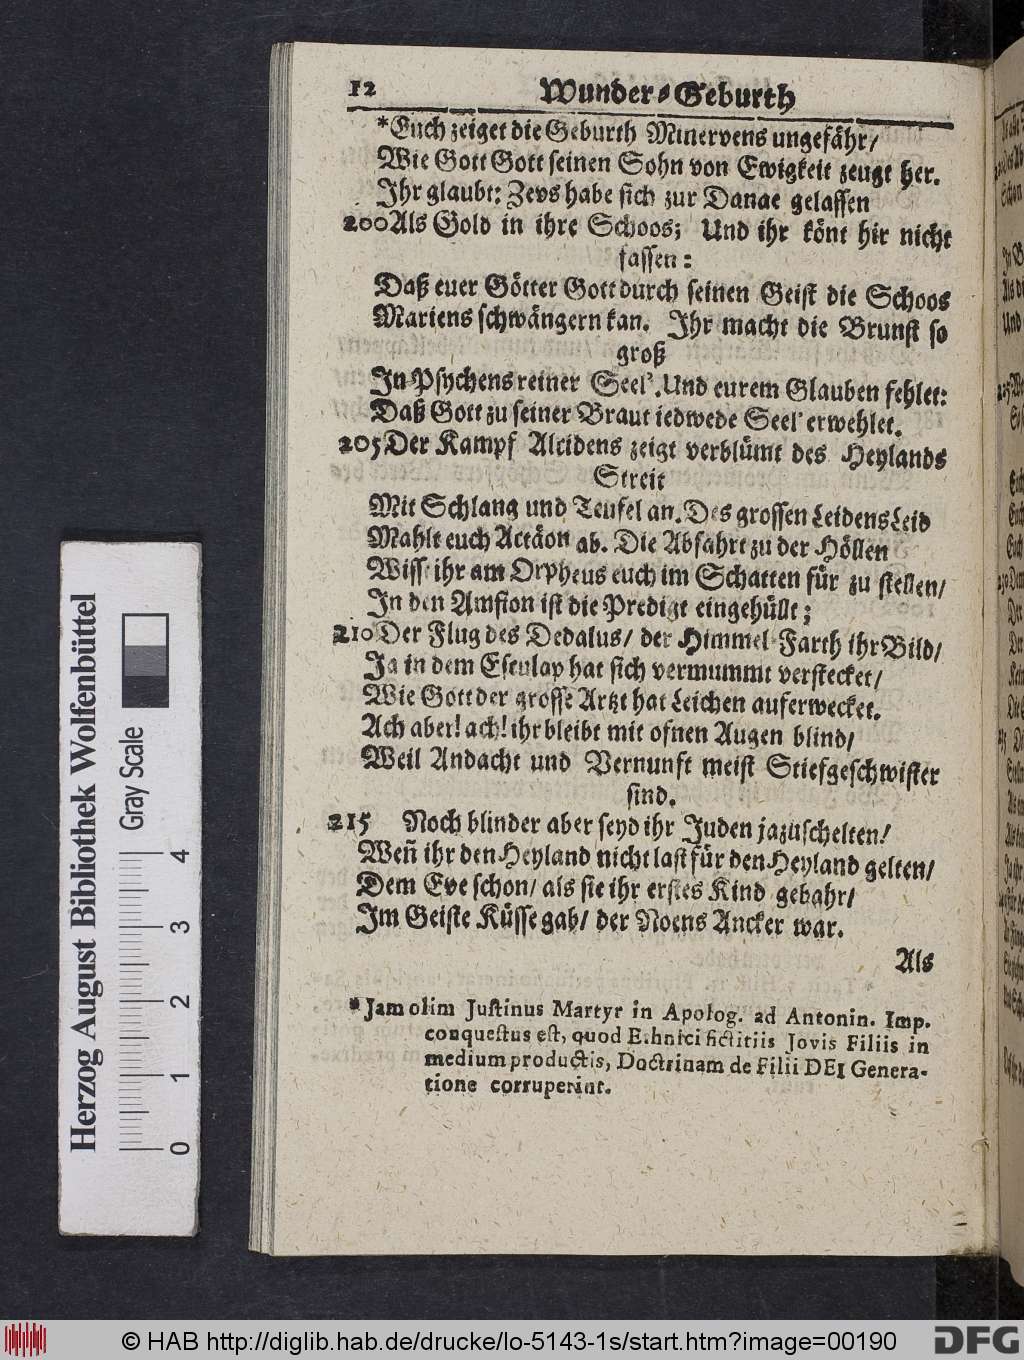 12 Wunder-Geburth
*Euch zeiget die Geburth Minervens ungefähr/
Wie Gott Gott seinen Sohn von Ewigkeit zeugt her.
Ihr glaubt: Zevs habe sich zur Danae gelassen
200 Als Gold in ihre Schoos; Und ihr könt hir nicht
fassen:
Daß euer Götter Gott durch seinen Geist die Schoos
Mariens schwängern kan. Ihr macht die Brunst so
groß
In Psychens reiner Seel'. Und eurem Glauben fehlet:
Daß Gott zu seiner Braut iedwede Seel' erwehlet.
205 Der Kampf Alcidens zeigt verblümt des Heylands
Streit
Mit Schlang und Teufel an. Des grossen Leidens Leid
Mahlt euch Actäon ab. Die Abfahrt zu der Höllen
Wisst ihr am Orpheus euch im Schatten für zu stellen/
In den Amfion ist die Predigt eingehüllt;
210 Der Flug des Dedalus/ der Himmel-Farth ihr Bild/
Ja in dem Esculap hat sich vermummt verstecket/
Wie Gott der grosse Artzt hat Leichen auferwecket.
Ach aber! ach! ihr bleibt mit ofnen Augen blind/
Weil Andacht und Vernunft meist Stiefgeschwister
sind.
215 Noch blinder aber seyd ihr Juden ja zu schelten/
Weñ ihr den Heyland nicht last für den Heyland gelten/
Dem Eve schon/ als sie ihr erstes Kind gebahr/
Im Geiste Küsse gab/ der Noens Ancker war.
Als
* Jam olim Justinus Martyr in Apolog. ad Antonin. Imp.
conquestus est, quod Ethnici fictitiis Jovis Filiis in
medium productis, Doctrinam de Filii DEI Genera-
tione corruperint.
Herzog August Bibliothek Wolfenbüttel
Gray Scale
0 1 2 3 4
© HAB http://diglib.hab.de/drucke/lo-5143-1s/start.htm?image=00190
DFG